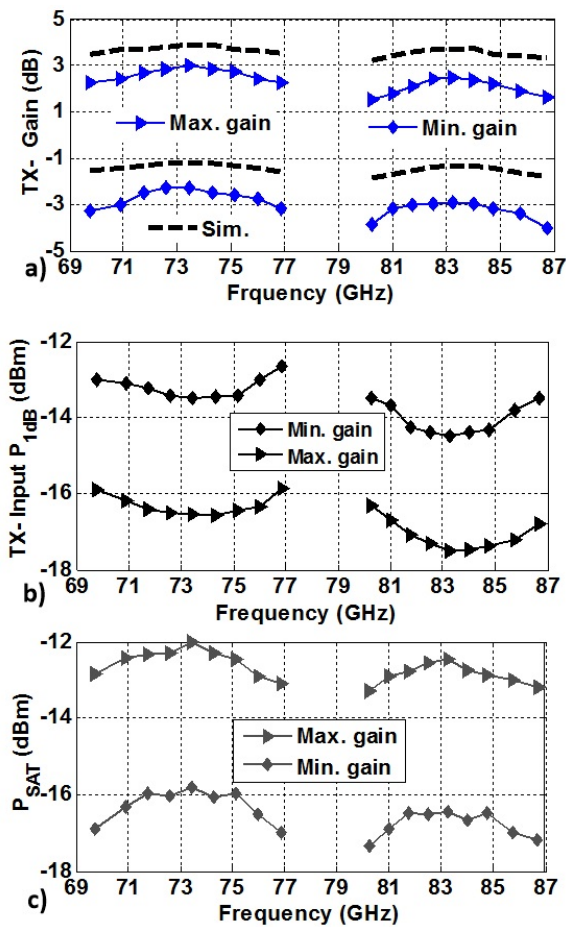 TX- Gain (dB)
5
3
1
-1
-3
-5
Max. gain
Min. gain
Sim.
a)
69 71 73 75 77 79 81 83 85 87
Frquency (GHz)
TX- Input P1dB (dBm)
-12
-14
-16
-18
Min. gain
Max. gain
b)
69 71 73 75 77 79 81 83 85 87
Frequency (GHz)
PSAT (dBm)
-12
-14
-16
-18
Max. gain
Min. gain
c)
69 71 73 75 77 79 81 83 85 87
Frequency (GHz)